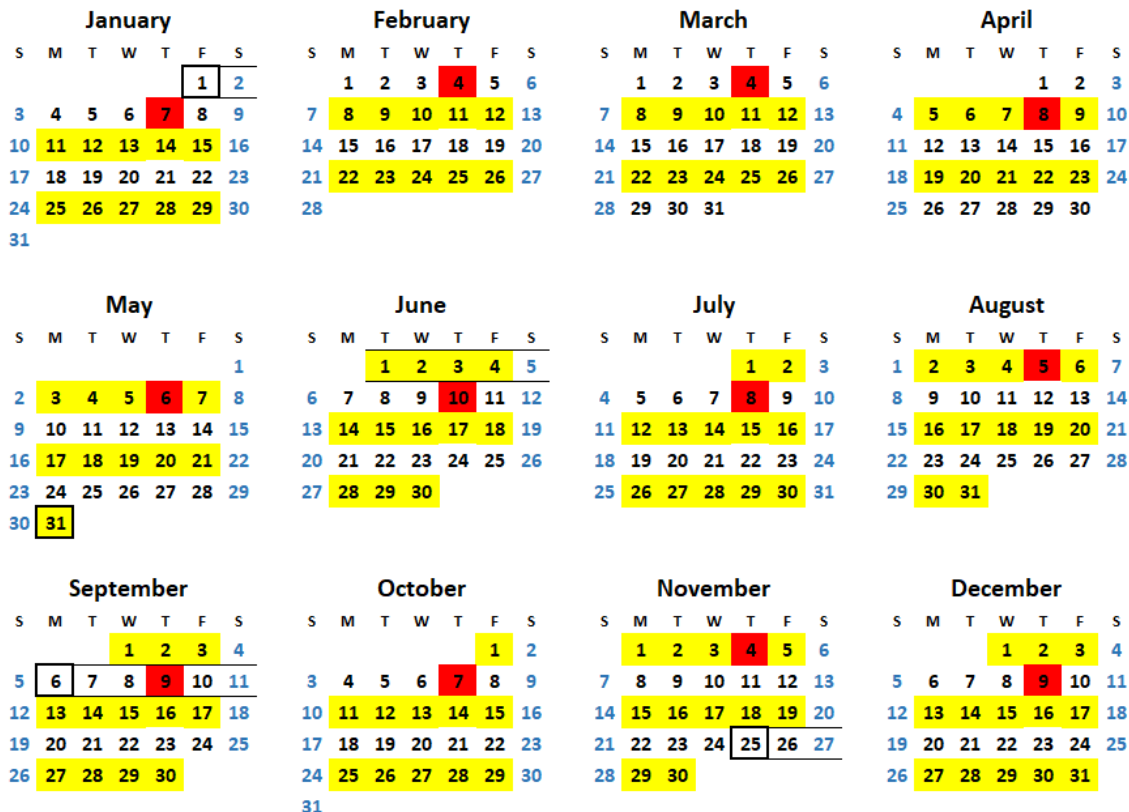 January February March April
S M T W T F S S M T W T F S S M T W T F S S M T W T F S
1 2 1 2 3 4 5 6 1 2 3 4 5 6 1 2 3
3 4 5 6 7 8 9 7 8 9 10 11 12 13 7 8 9 10 11 12 13 4 5 6 7 8 9 10
10 11 12 13 14 15 16 14 15 16 17 18 19 20 14 15 16 17 18 19 20 11 12 13 14 15 16 17
17 18 19 20 21 22 23 21 22 23 24 25 26 27 21 22 23 24 25 26 27 18 19 20 21 22 23 24
24 25 26 27 28 29 30 28 28 29 30 31 25 26 27 28 29 30
31
May June July August
S M T W T F S S M T W T F S S M T W T F S S M T W T F S
1 1 2 3 4 5 1 2 3 1 2 3 4 5 6 7
2 3 4 5 6 7 8 6 7 8 9 10 11 12 4 5 6 7 8 9 10 8 9 10 11 12 13 14
9 10 11 12 13 14 15 13 14 15 16 17 18 19 11 12 13 14 15 16 17 15 16 17 18 19 20 21
16 17 18 19 20 21 22 20 21 22 23 24 25 26 18 19 20 21 22 23 24 22 23 24 25 26 27 28
23 24 25 26 27 28 29 27 28 29 30 25 26 27 28 29 30 31 29 30 31
30 31
September October November December
S M T W T F S S M T W T F S S M T W T F S S M T W T F S
1 2 3 4 1 2 1 2 3 4 5 6 1 2 3 4
5 6 7 8 9 10 11 3 4 5 6 7 8 9 7 8 9 10 11 12 13 5 6 7 8 9 10 11
12 13 14 15 16 17 18 10 11 12 13 14 15 16 14 15 16 17 18 19 20 12 13 14 15 16 17 18
19 20 21 22 23 24 25 17 18 19 20 21 22 23 21 22 23 24 25 26 27 19 20 21 22 23 24 25
26 27 28 29 30 24 25 26 27 28 29 30 28 29 30 26 27 28 29 30 31
31